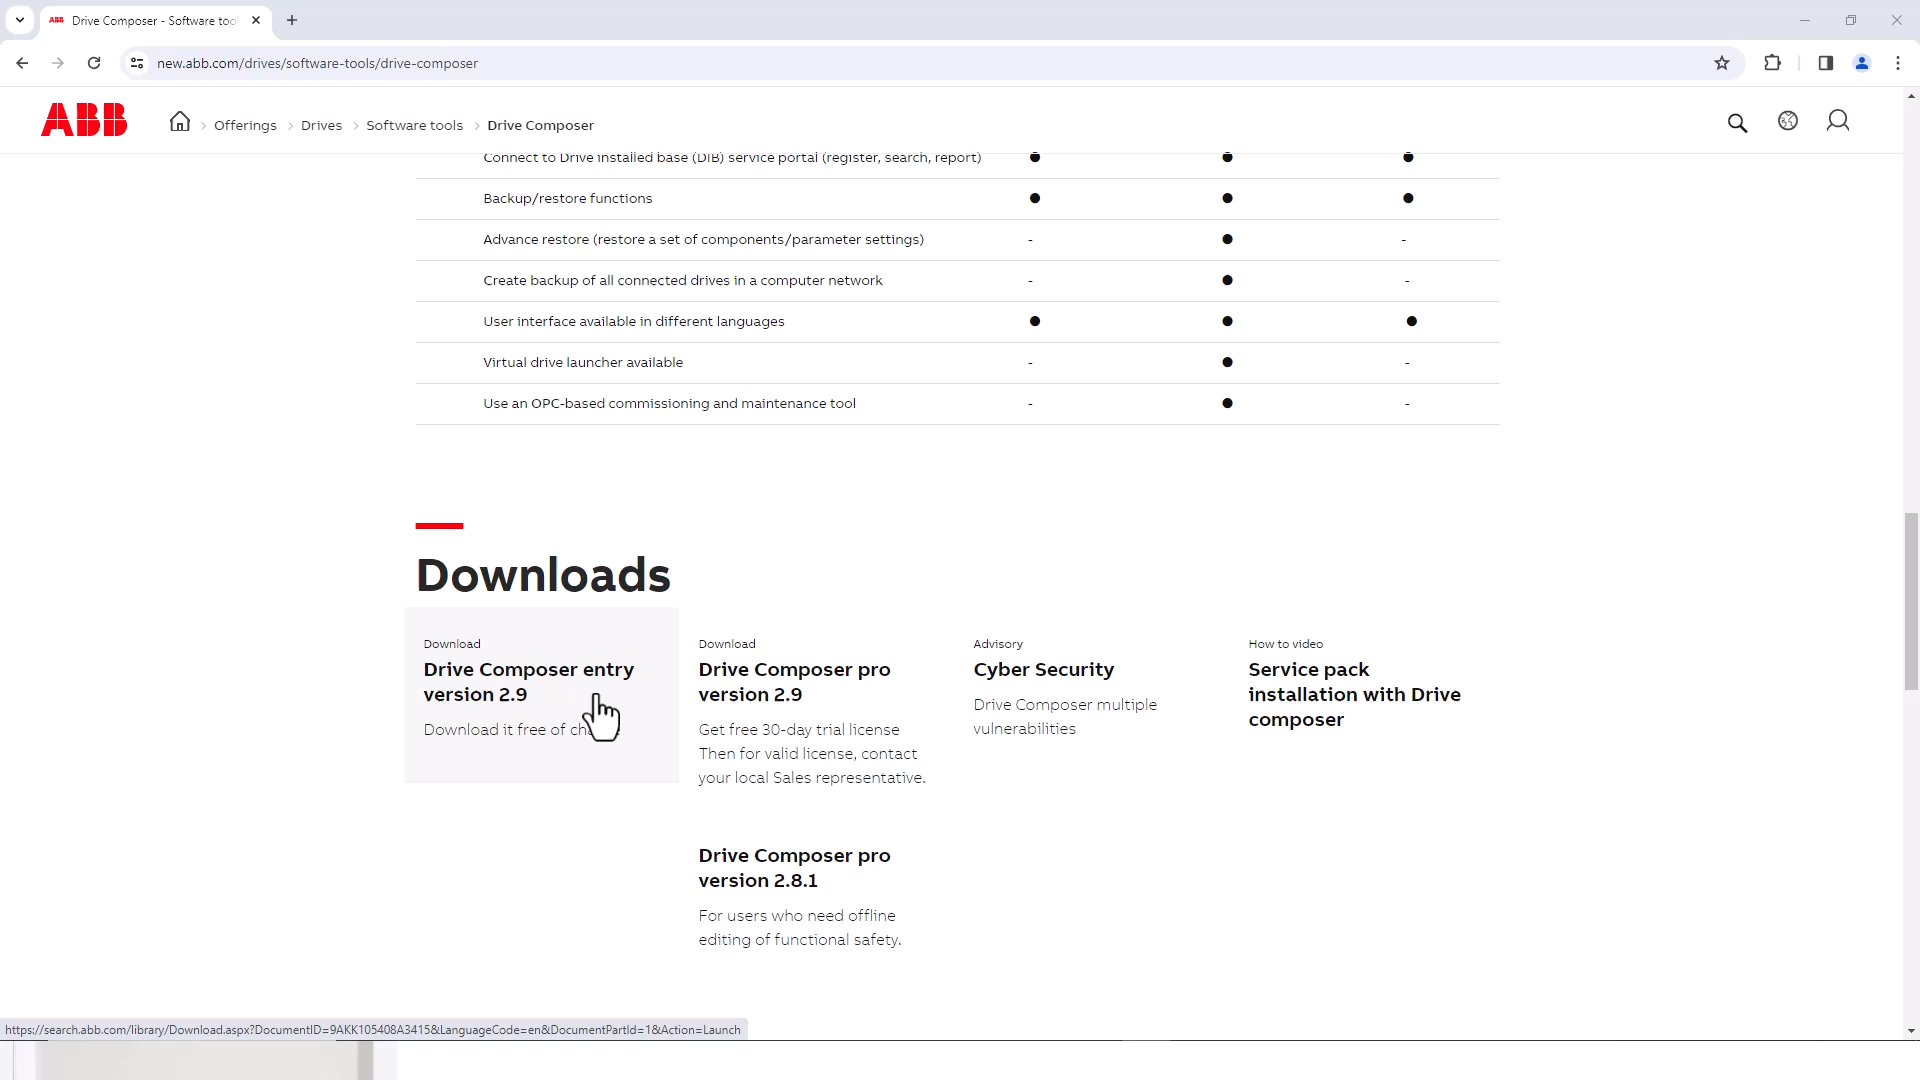 ABB
Drive Composer - Software too
new.abb.com/drives/software-tools/drive-composer
ABB
Offerings
Drives
Software tools
Drive Composer
Connect to Drive installed base (DIB) service portal (register, search, report)
Backup/restore functions
Advance restore (restore a set of components/parameter settings) - -
Create backup of all connected drives in a computer network - -
User interface available in different languages
Virtual drive launcher available - -
Use an OPC-based commissioning and maintenance tool - -
Downloads
Download
Drive Composer entry
version 2.9
Download it free of
Download
Drive Composer pro
version 2.9
Get free 30-day trial license
Then for valid license, contact
your local Sales representative.
Advisory
Cyber Security
Drive Composer multiple
vulnerabilities
How to video
Service pack
installation with Drive
composer
Drive Composer pro
version 2.8.1
For users who need offline
editing of functional safety.
https://search.abb.com/library/Download.aspx?DocumentID=9AKK105408A3415&LanguageCode=en&DocumentPartId=1&Action=Launch